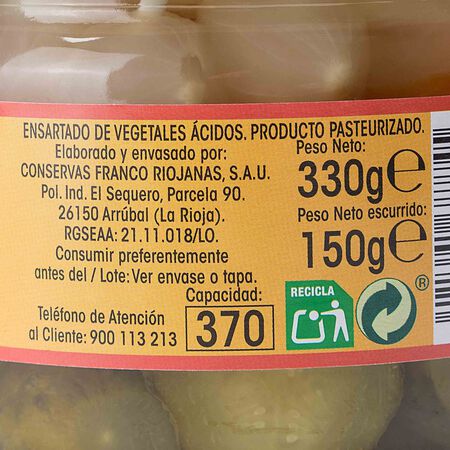 ENSARTADO DE VEGETALES ÁCIDOS. PRODUCTO PASTEURIZADO.
Elaborado y envasado por:
CONSERVAS FRANCO RIOJANAS, S.A.U.
Pol. Ind. El Sequero, Parcela 90.
26150 Arrúbal (La Rioja).
RGSEAA: 21.11.018/LO.
Consumir preferentemente
antes del / Lote: Ver envase o tapa.
Teléfono de Atención
al Cliente: 900 113 213
Capacidad:
370
Peso Neto:
330g℮
Peso Neto escurrido:
150g℮
RECICLA
®